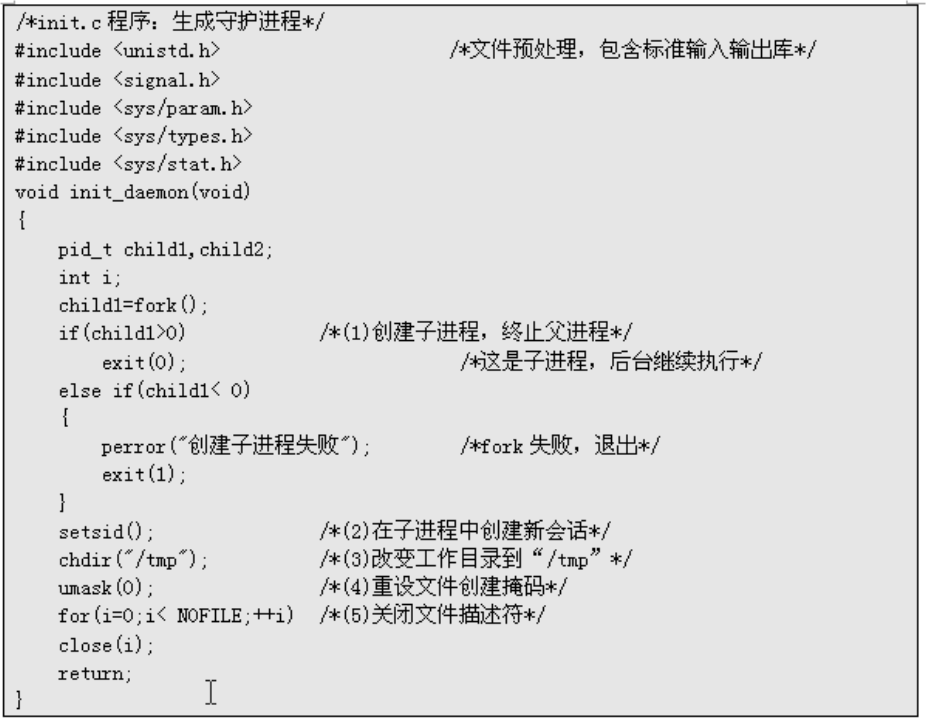 /*init.c 程序：生成守护进程*/
#include <unistd.h> /*文件预处理，包含标准输入输出库*/
#include <signal.h>
#include <sys/param.h>
#include <sys/types.h>
#include <sys/stat.h>
void init_daemon(void)
{
    pid_t child1,child2;
    int i;
    child1=fork();
    if(child1>0) /*(1)创建子进程，终止父进程*/
        exit(0); /*这是子进程，后台继续执行*/
    else if(child1< 0)
    {
        perror("创建子进程失败"); /*fork 失败，退出*/
        exit(1);
    }
    setsid(); /*(2)在子进程中创建新会话*/
    chdir("/tmp"); /*(3)改变工作目录到“/tmp”*/
    umask(0); /*(4)重设文件创建掩码*/
    for(i=0;i< NOFILE;++i) /*(5)关闭文件描述符*/
    close(i);
    return;
}